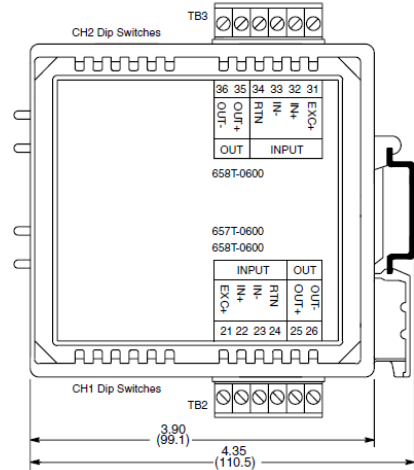 TB3
CH2 Dip Switches
36 35 34 33 32 31
OUT- OUT+ RTN IN- IN+ EXC+
OUT INPUT
658T-0600
657T-0600
658T-0600
INPUT OUT
EXC+ IN+ IN- RTN OUT+ OUT-
21 22 23 24 25 26
CH1 Dip Switches
TB2
3.90
(99.1)
4.35
(110.5)